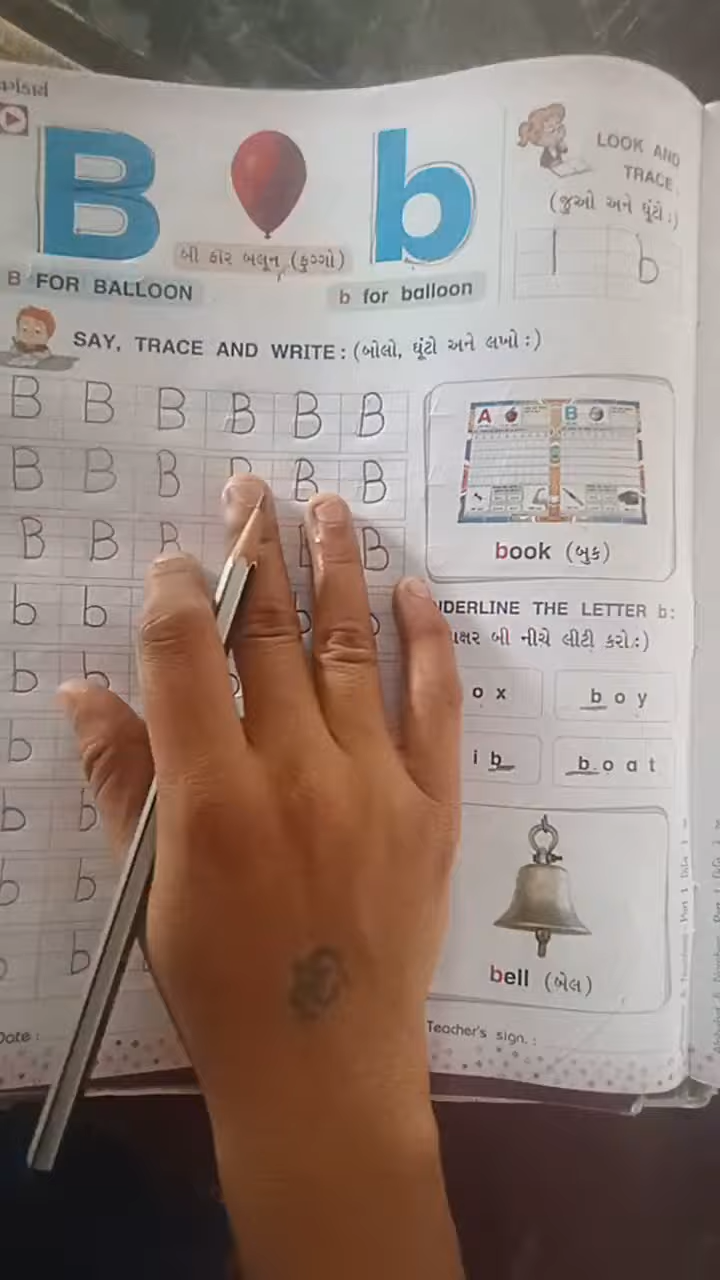 B b
LOOK AND
TRACE
(જુઓ અને ઘૂંટો :)
b
બી ફોર બલૂન (ફુગ્ગો)
B FOR BALLOON
b for balloon
SAY, TRACE AND WRITE : (બોલો, ઘૂંટો અને લખો :)
B B B B B B
B B B B B
B B B B
b b
b b
b
b b
b b
b
A B
book (બુક)
UNDERLINE THE LETTER b:
બી નીચે લીટી કરો :)
o x
b o y
i b
b o a t
bell (બેલ)
Date :
Teacher's sign. :